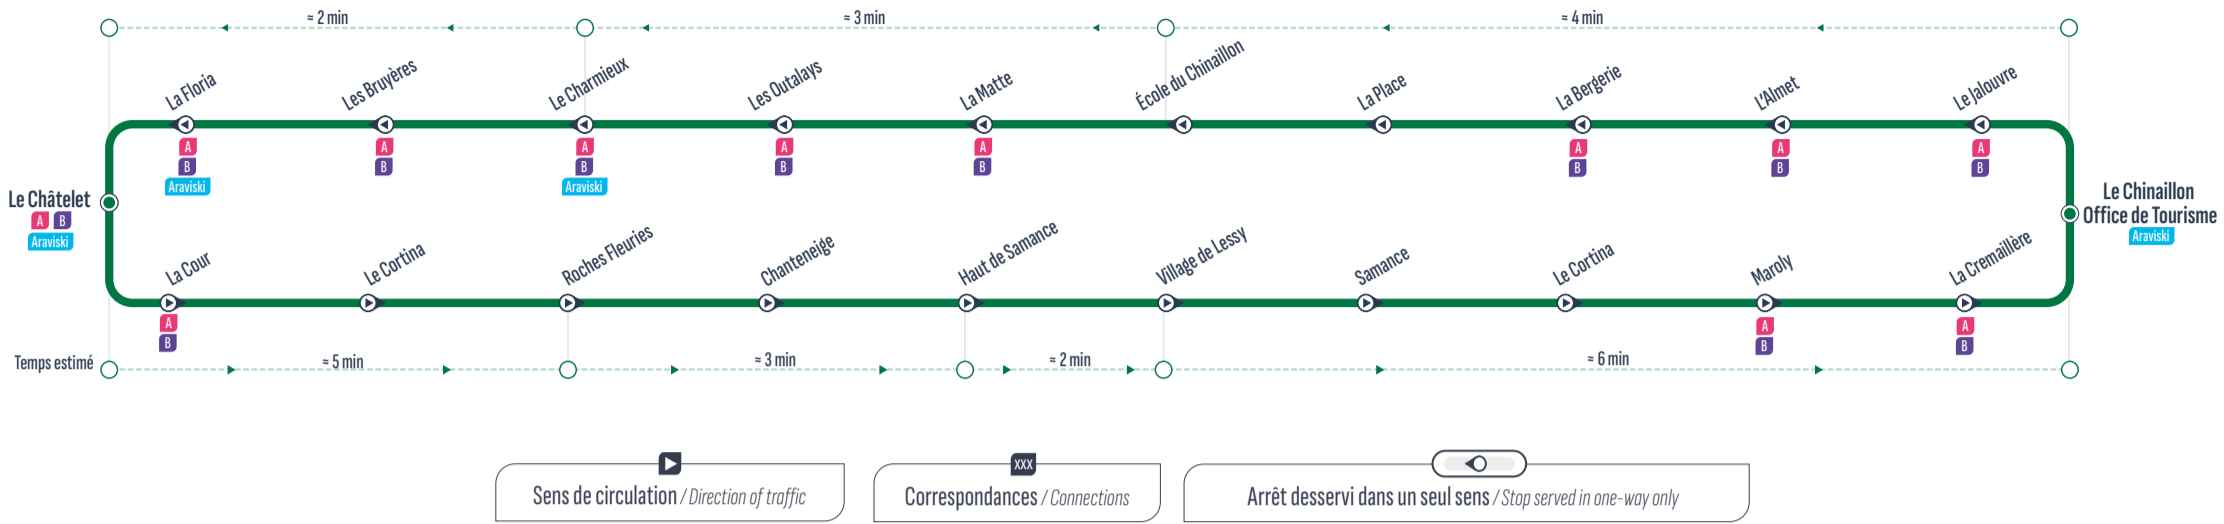 ≈ 2 min
≈ 3 min
≈ 4 min
La Floria
Les Bruyères
Le Charmieux
Les Outalays
La Matte
École du Chinaillon
La Place
La Bergerie
L'Almet
Le Jalouvre
A
A
A
A
A
A
A
A
B
B
B
B
B
B
B
B
Araviski
Araviski
Le Châtelet
A B
Araviski
Le Chinaillon
Office de Tourisme
Araviski
La Cour
Le Cortina
Roches Fleuries
Chanteneige
Haut de Samance
Village de Lessy
Samance
Le Cortina
Maroly
La Cremaillère
A
A
A
B
B
B
Temps estimé
≈ 5 min
≈ 3 min
≈ 2 min
≈ 6 min
Sens de circulation / Direction of traffic
XXX
Correspondances / Connections
Arrêt desservi dans un seul sens / Stop served in one-way only